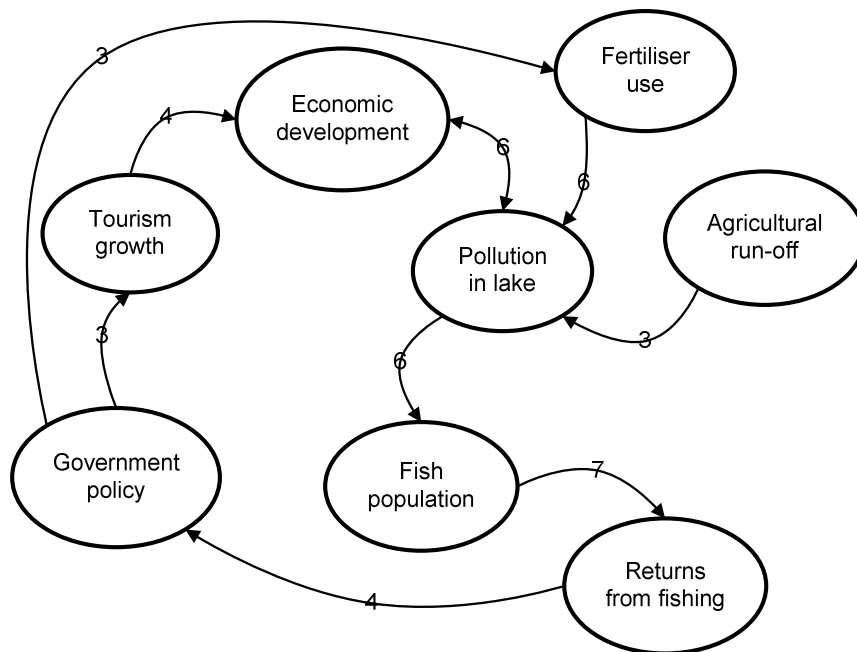 3
Fertiliser
use
Economic
development
4
6
6
Tourism
growth
Agricultural
run-off
Pollution
in lake
3
3
6
Government
policy
Fish
population
7
Returns
from fishing
4